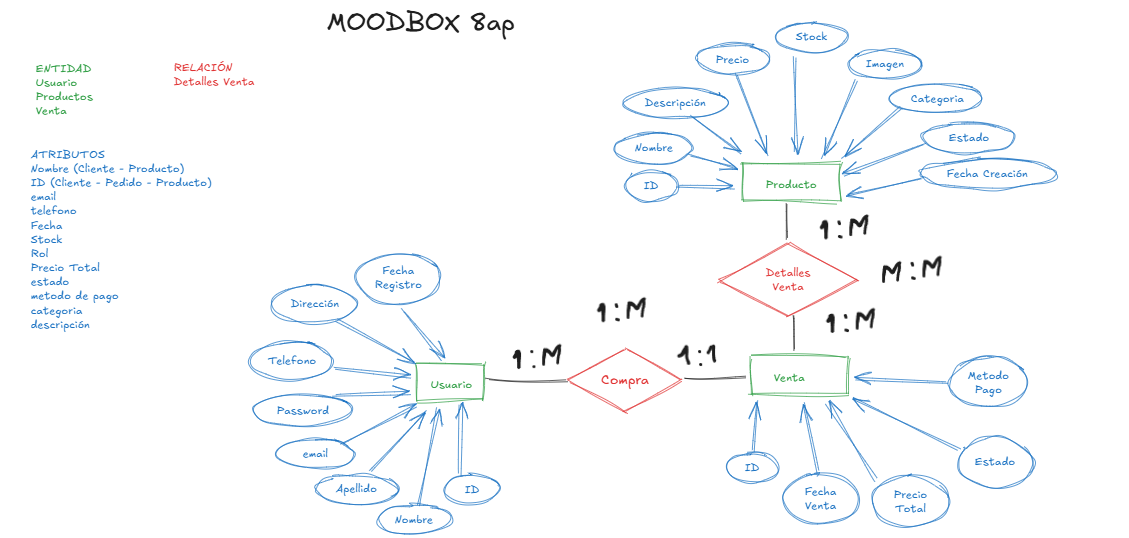 MOODBOX 8ap
ENTIDAD
Usuario
Productos
Venta
RELACIÓN
Detalles Venta
ATRIBUTOS
Nombre (Cliente - Producto)
ID (Cliente - Pedido - Producto)
email
telefono
Fecha
Stock
Rol
Precio Total
estado
metodo de pago
categoria
descripción
Stock
Precio
Imagen
Descripción
Categoria
Nombre
Estado
ID
Fecha Creación
Producto
1:M
Detalles
Venta
M:M
1:M
Fecha
Registro
Dirección
Telefono
Password
email
Apellido
Nombre
ID
Usuario
1:M
1:M
Compra
1:1
Venta
Metodo
Pago
Estado
ID
Fecha
Venta
Precio
Total